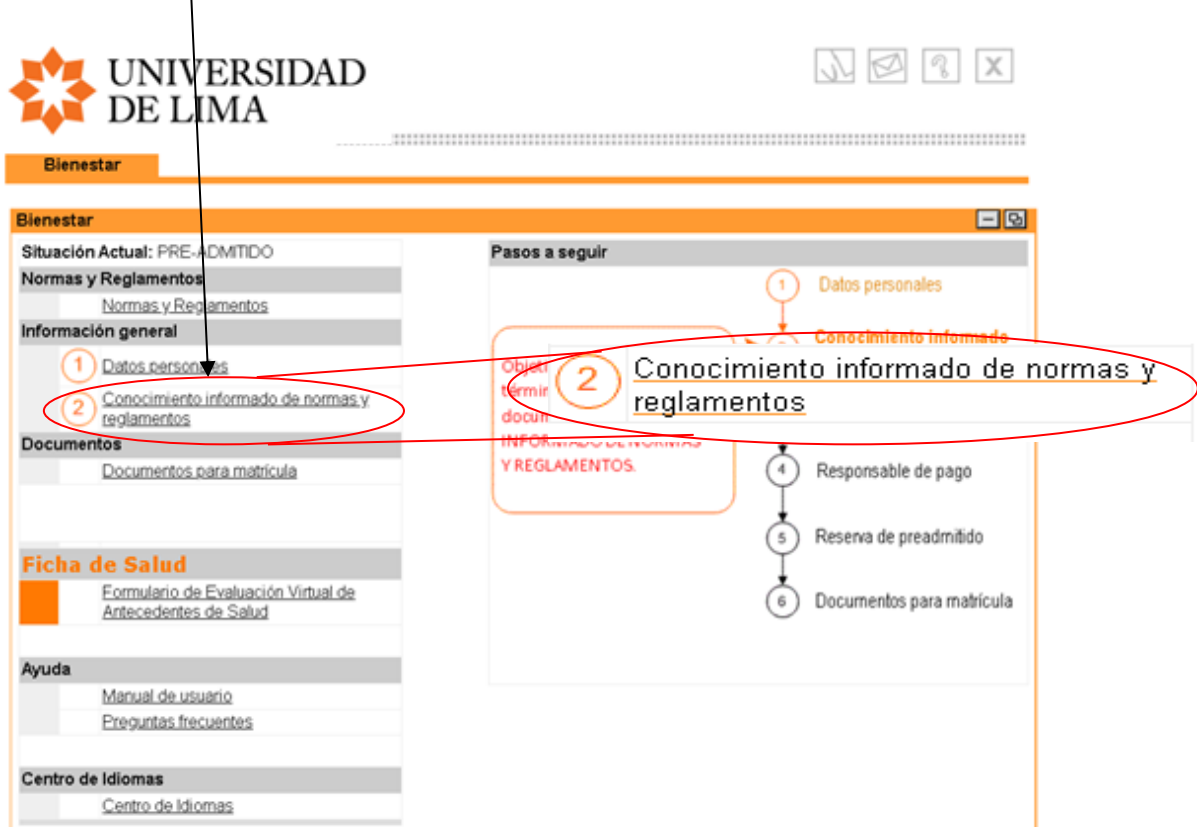 UNIVERSIDAD
DE LIMA
Bienestar
Bienestar
Situación Actual: PRE-ADMITIDO
Normas y Reglamentos
Normas y Reglamentos
Información general
1 Datos personales
2 Conocimiento informado de normas y
reglamentos
Documentos
Documentos para matrícula
Ficha de Salud
Formulario de Evaluación Virtual de
Antecedentes de Salud
Ayuda
Manual de usuario
Preguntas frecuentes
Centro de Idiomas
Centro de Idiomas
Pasos a seguir
1 Datos personales
Conocimiento informado
2 Conocimiento informado de normas y
reglamentos
INFORMADO DE NORMAS
Y REGLAMENTOS.
4 Responsable de pago
5 Reserva de preadmitido
6 Documentos para matrícula